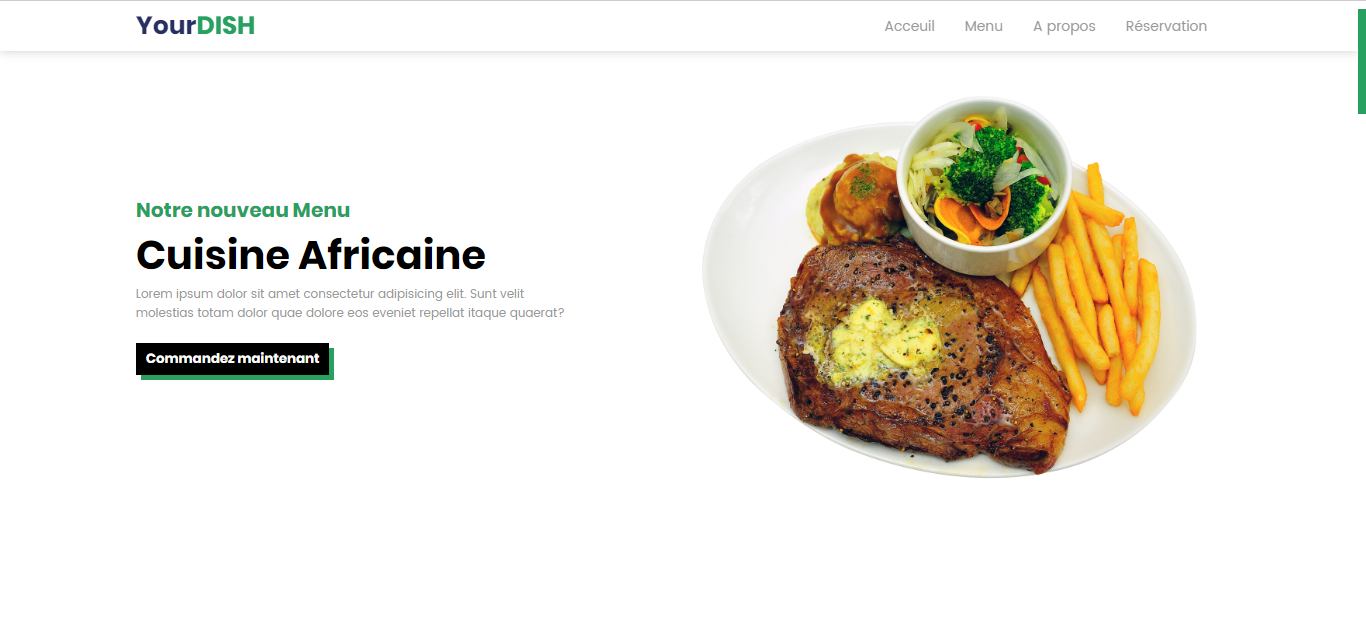 YourDISH
Acceuil Menu A propos Réservation
Notre nouveau Menu
Cuisine Africaine
Lorem ipsum dolor sit amet consectetur adipisicing elit. Sunt velit
molestias totam dolor quae dolore eos eveniet repellat itaque quaerat?
Commandez maintenant